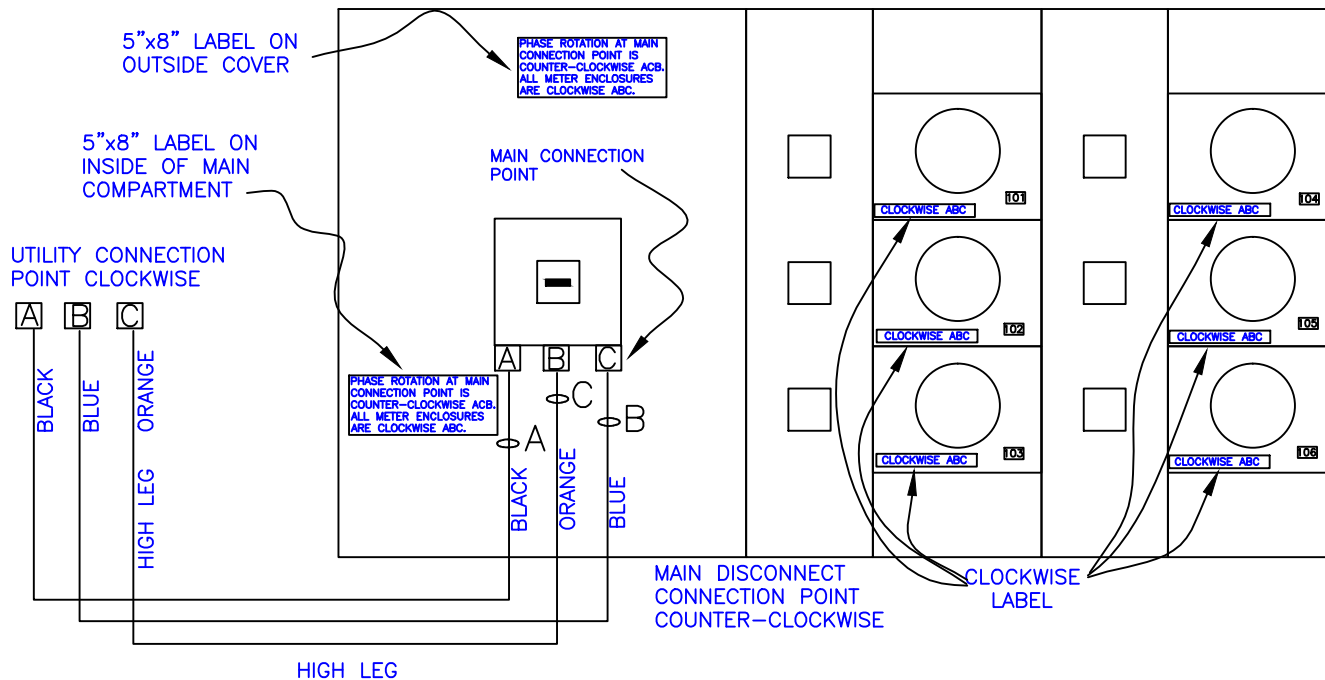 5”x8” LABEL ON
OUTSIDE COVER
PHASE ROTATION AT MAIN
CONNECTION POINT IS
COUNTER-CLOCKWISE ACB.
ALL METER ENCLOSURES
ARE CLOCKWISE ABC.
5”x8” LABEL ON
INSIDE OF MAIN
COMPARTMENT
MAIN CONNECTION
POINT
UTILITY CONNECTION
POINT CLOCKWISE
A B C
BLACK
BLUE
ORANGE
HIGH LEG
A B C
PHASE ROTATION AT MAIN
CONNECTION POINT IS
COUNTER-CLOCKWISE ACB.
ALL METER ENCLOSURES
ARE CLOCKWISE ABC.
A
C
B
BLACK
ORANGE
BLUE
101
CLOCKWISE ABC
102
CLOCKWISE ABC
103
CLOCKWISE ABC
104
CLOCKWISE ABC
105
CLOCKWISE ABC
106
CLOCKWISE ABC
MAIN DISCONNECT
CONNECTION POINT
COUNTER-CLOCKWISE
CLOCKWISE
LABEL
HIGH LEG